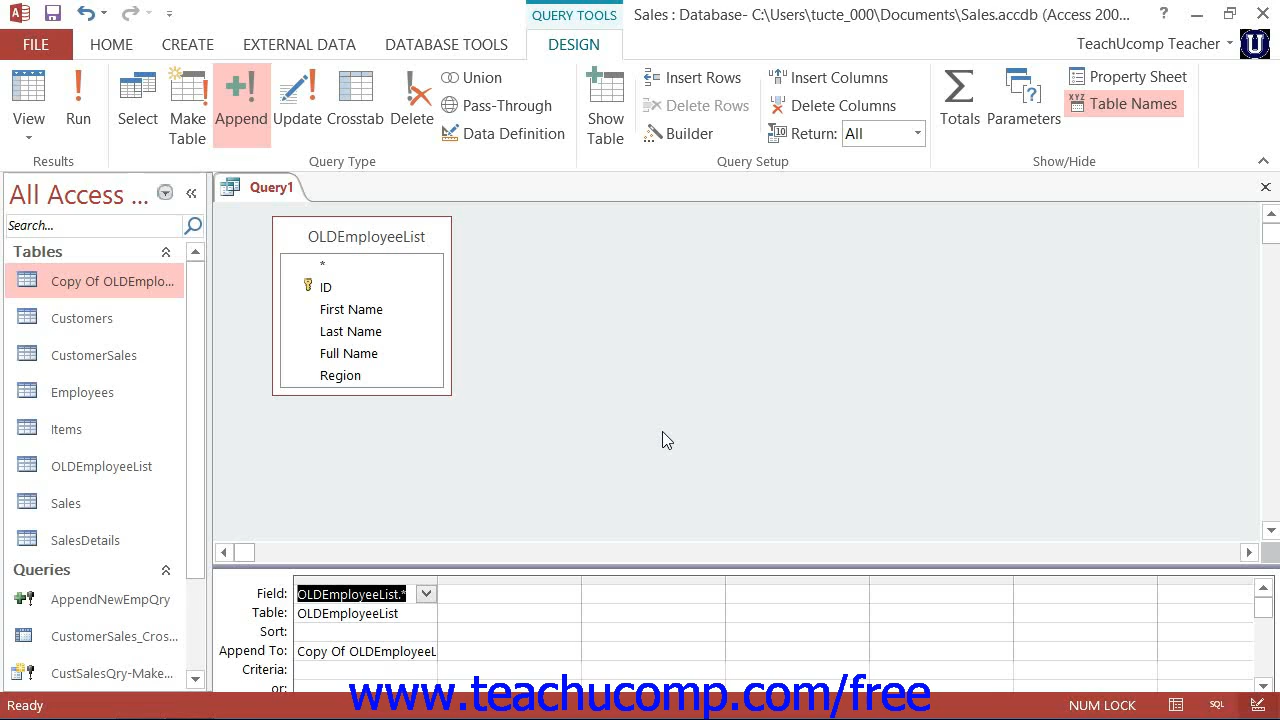 QUERY TOOLS
Sales : Database- C:\Users\tucte_000\Documents\Sales.accdb (Access 200...
?
FILE
HOME
CREATE
EXTERNAL DATA
DATABASE TOOLS
DESIGN
TeachUcomp Teacher
U
View
Run
Select
Make
Table
Append
Update
Crosstab
Delete
Union
Pass-Through
Data Definition
Show
Table
Insert Rows
Delete Rows
Builder
Insert Columns
Delete Columns
Return: All
Totals
Parameters
Property Sheet
XYZ Table Names
Results
Query Type
Query Setup
Show/Hide
All Access ...
Query1
Search...
Tables
Copy Of OLDEmplo...
Customers
CustomerSales
Employees
Items
OLDEmployeeList
Sales
SalesDetails
Queries
AppendNewEmpQry
CustomerSales_Cros...
CustSalesQry-Make...
OLDEmployeeList
*
ID
First Name
Last Name
Full Name
Region
Field: OLDEmployeeList.*
Table: OLDEmployeeList
Sort:
Append To: Copy Of OLDEmployeeL
Criteria:
or:
www.teachucomp.com/free
Ready
NUM LOCK
SQL